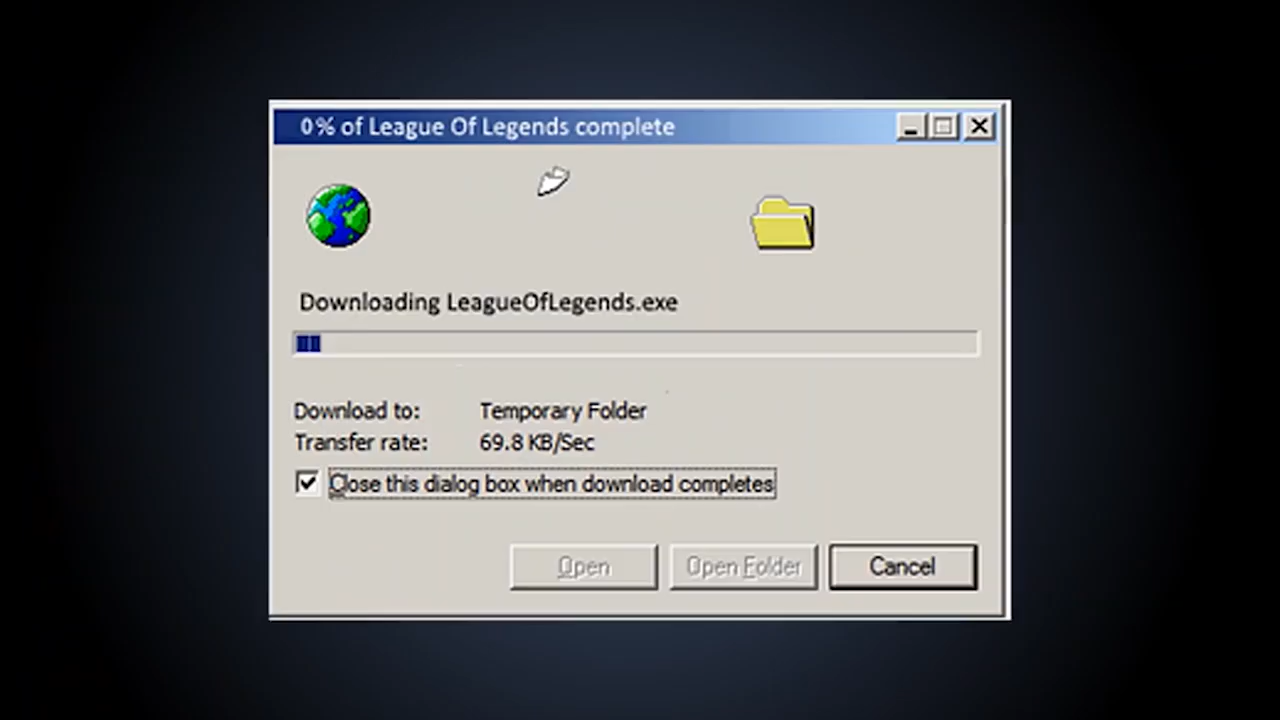 0% of League Of Legends complete
Downloading LeagueOfLegends.exe
Download to: Temporary Folder
Transfer rate: 69.8 KB/Sec
Close this dialog box when download completes
Open Open Folder Cancel